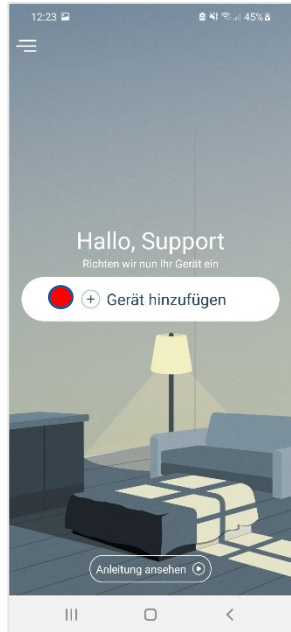 12:23 45%
Hallo, Support
Richten wir nun Ihr Gerät ein
+ Gerät hinzufügen
Anleitung ansehen